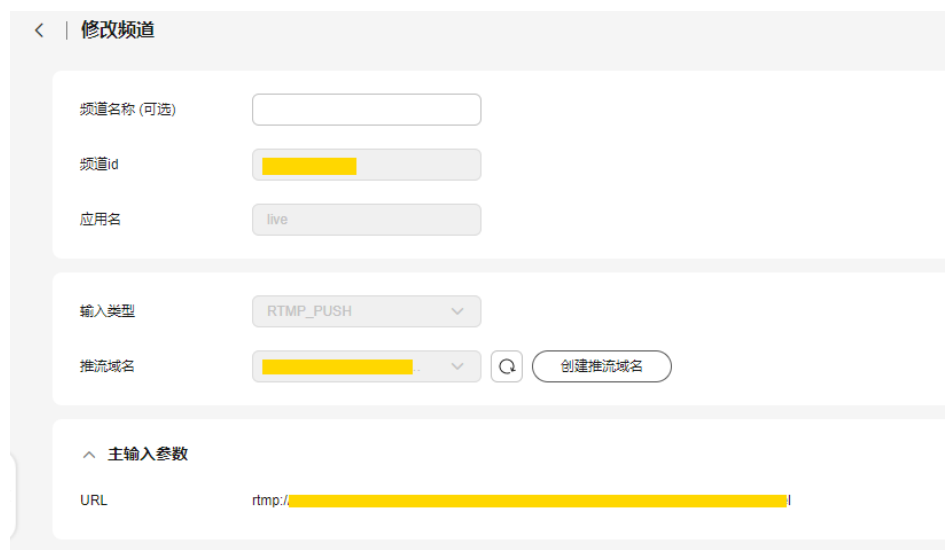 修改频道
频道名称 (可选)
频道id
应用名 live
输入类型 RTMP_PUSH
推流域名 .. 创建推流域名
主输入参数
URL rtmp:/